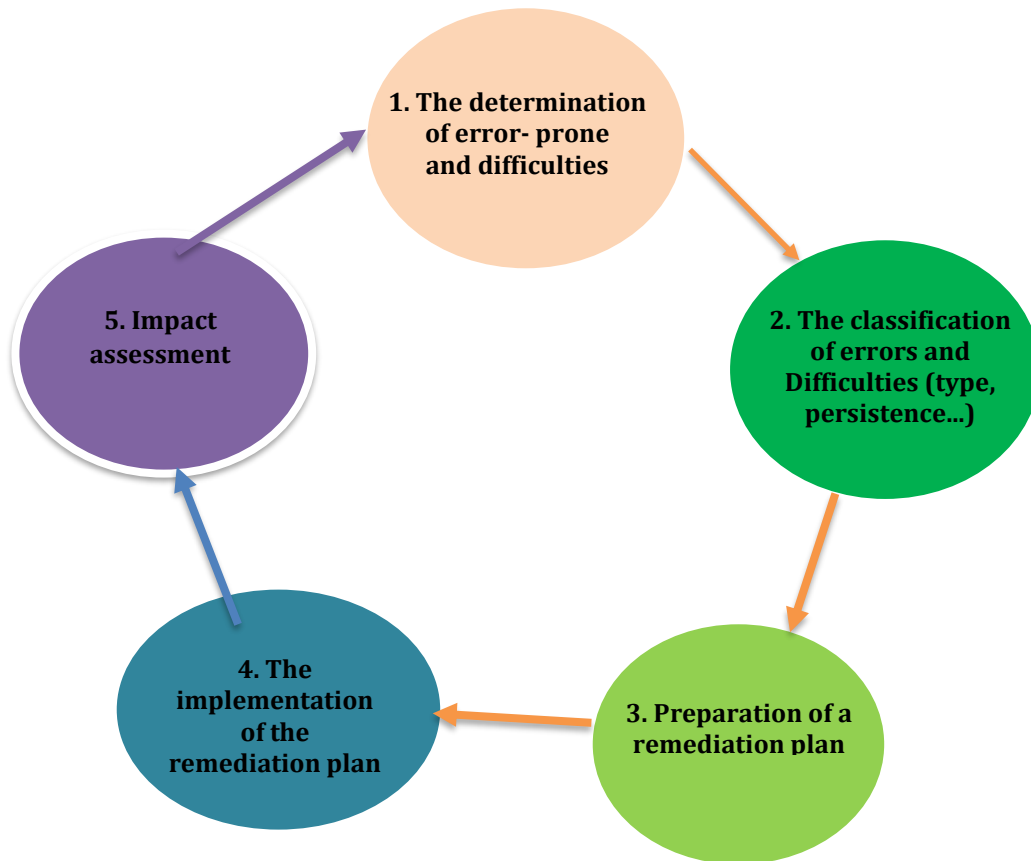 1. The determination
of error- prone
and difficulties
2. The classification
of errors and
Difficulties (type,
persistence...)
3. Preparation of a
remediation plan
4. The
implementation
of the
remediation plan
5. Impact
assessment